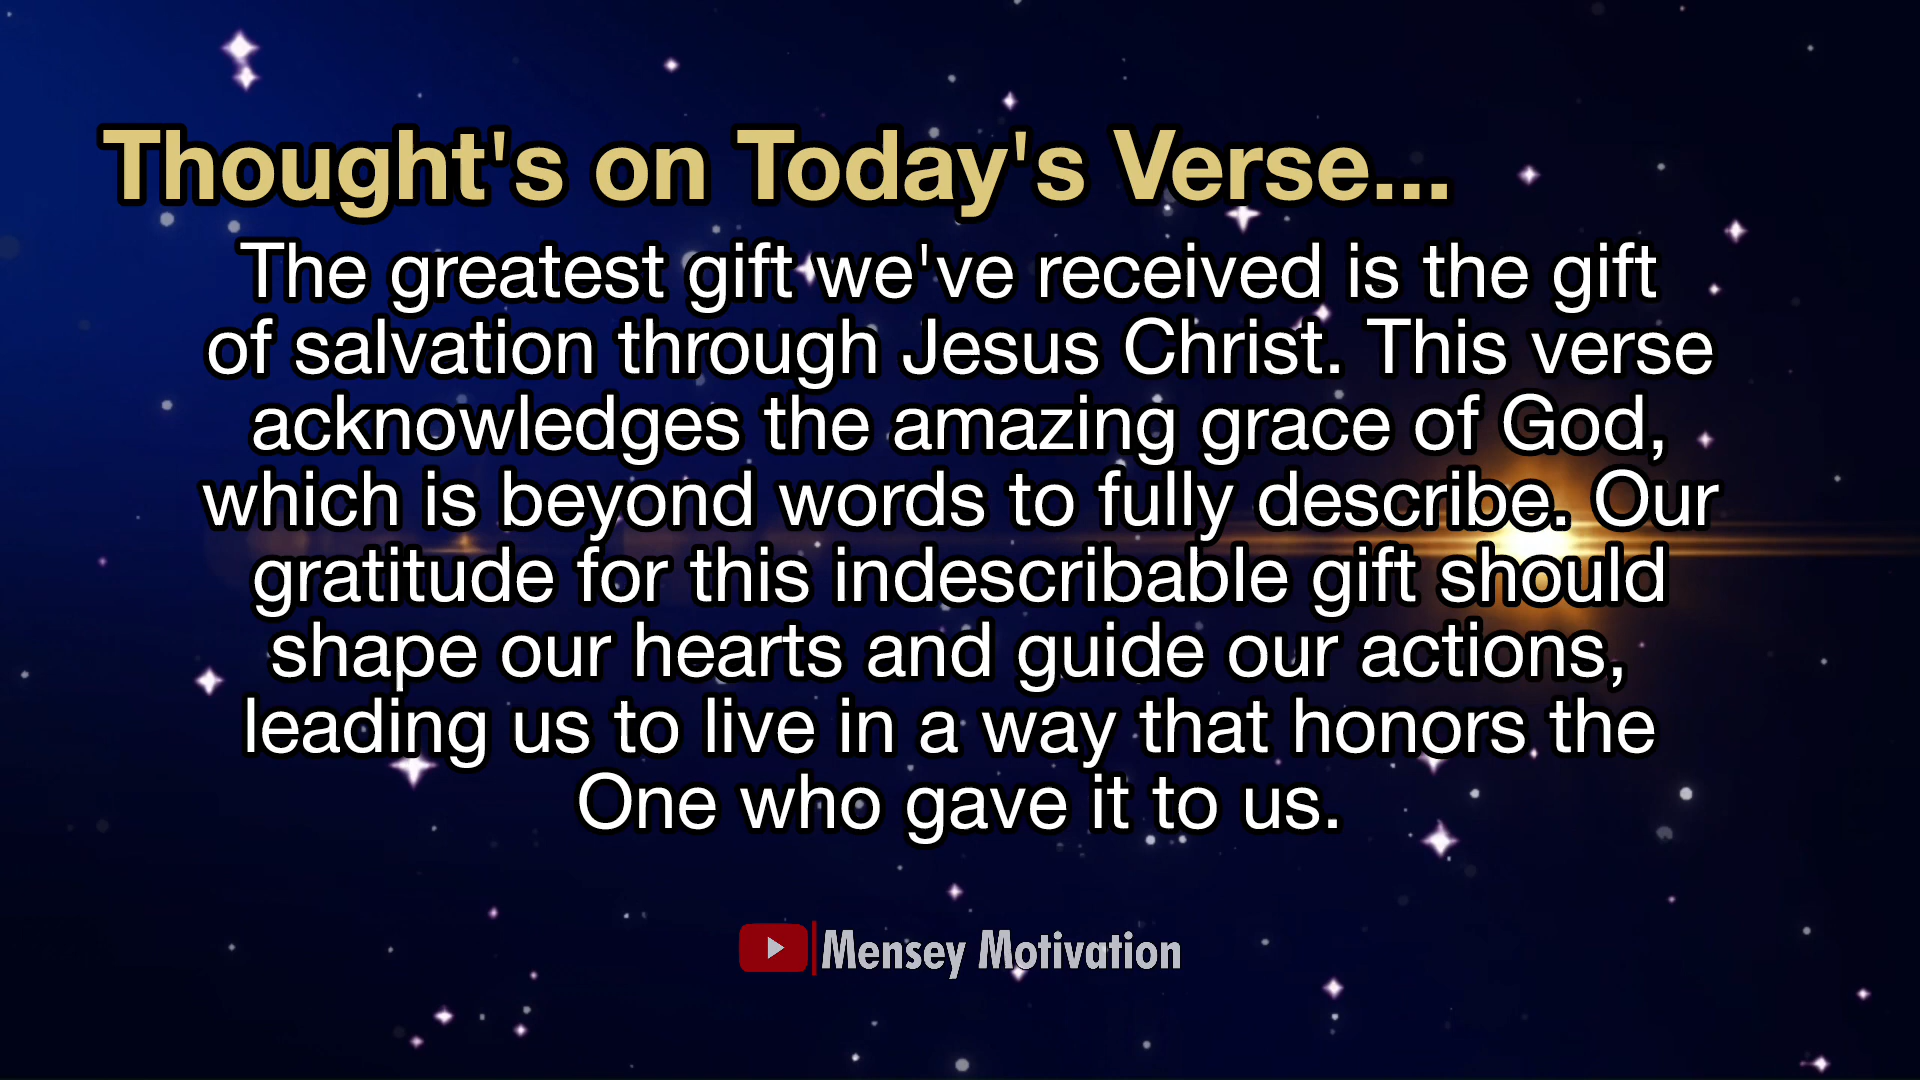 Thought's on Today's Verse...
The greatest gift we've received is the gift
of salvation through Jesus Christ. This verse
acknowledges the amazing grace of God,
which is beyond words to fully describe. Our
gratitude for this indescribable gift should
shape our hearts and guide our actions,
leading us to live in a way that honors the
One who gave it to us.
Mensey Motivation